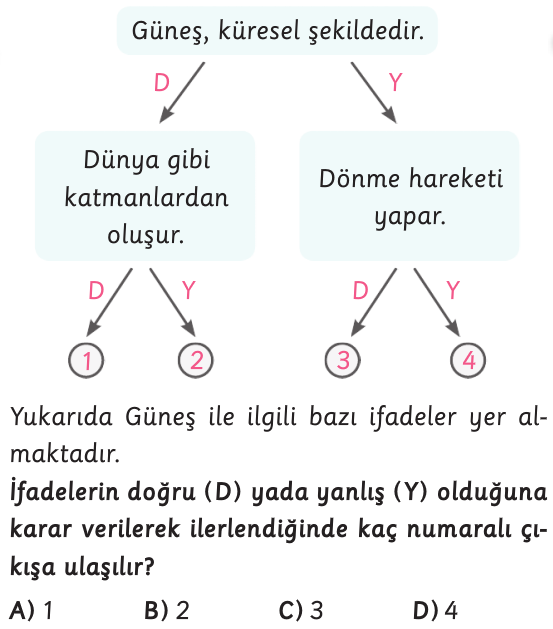 Güneş, küresel şekildedir.
D Y
Dünya gibi
katmanlardan
oluşur.
Dönme hareketi
yapar.
D Y D Y
1 2 3 4
Yukarıda Güneş ile ilgili bazı ifadeler yer al-
maktadır.
İfadelerin doğru (D) yada yanlış (Y) olduğuna
karar verilerek ilerlendiğinde kaç numaralı çı-
kışa ulaşılır?
A) 1 B) 2 C) 3 D) 4